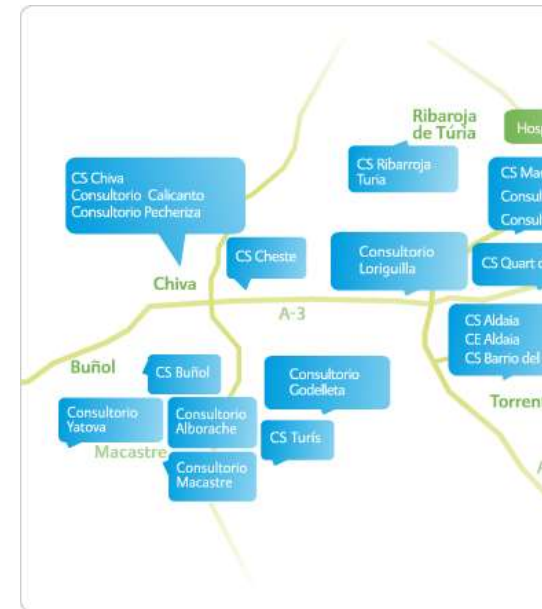 Ribaroja
de Túria
Hosp
CS Ribarroja
Turia
CS Chiva
Consultorio Calicanto
Consultorio Pecheriza
CS Mar
Consul
Consul
CS Cheste
Consultorio
Loriguilla
CS Quart d
Chiva
A-3
CS Aldaia
CE Aldaia
CS Barrio del
Buñol
CS Buñol
Consultorio
Godelleta
Torrent
Consultorio
Yatova
Consultorio
Alborache
CS Turís
Macastre
Consultorio
Macastre
A